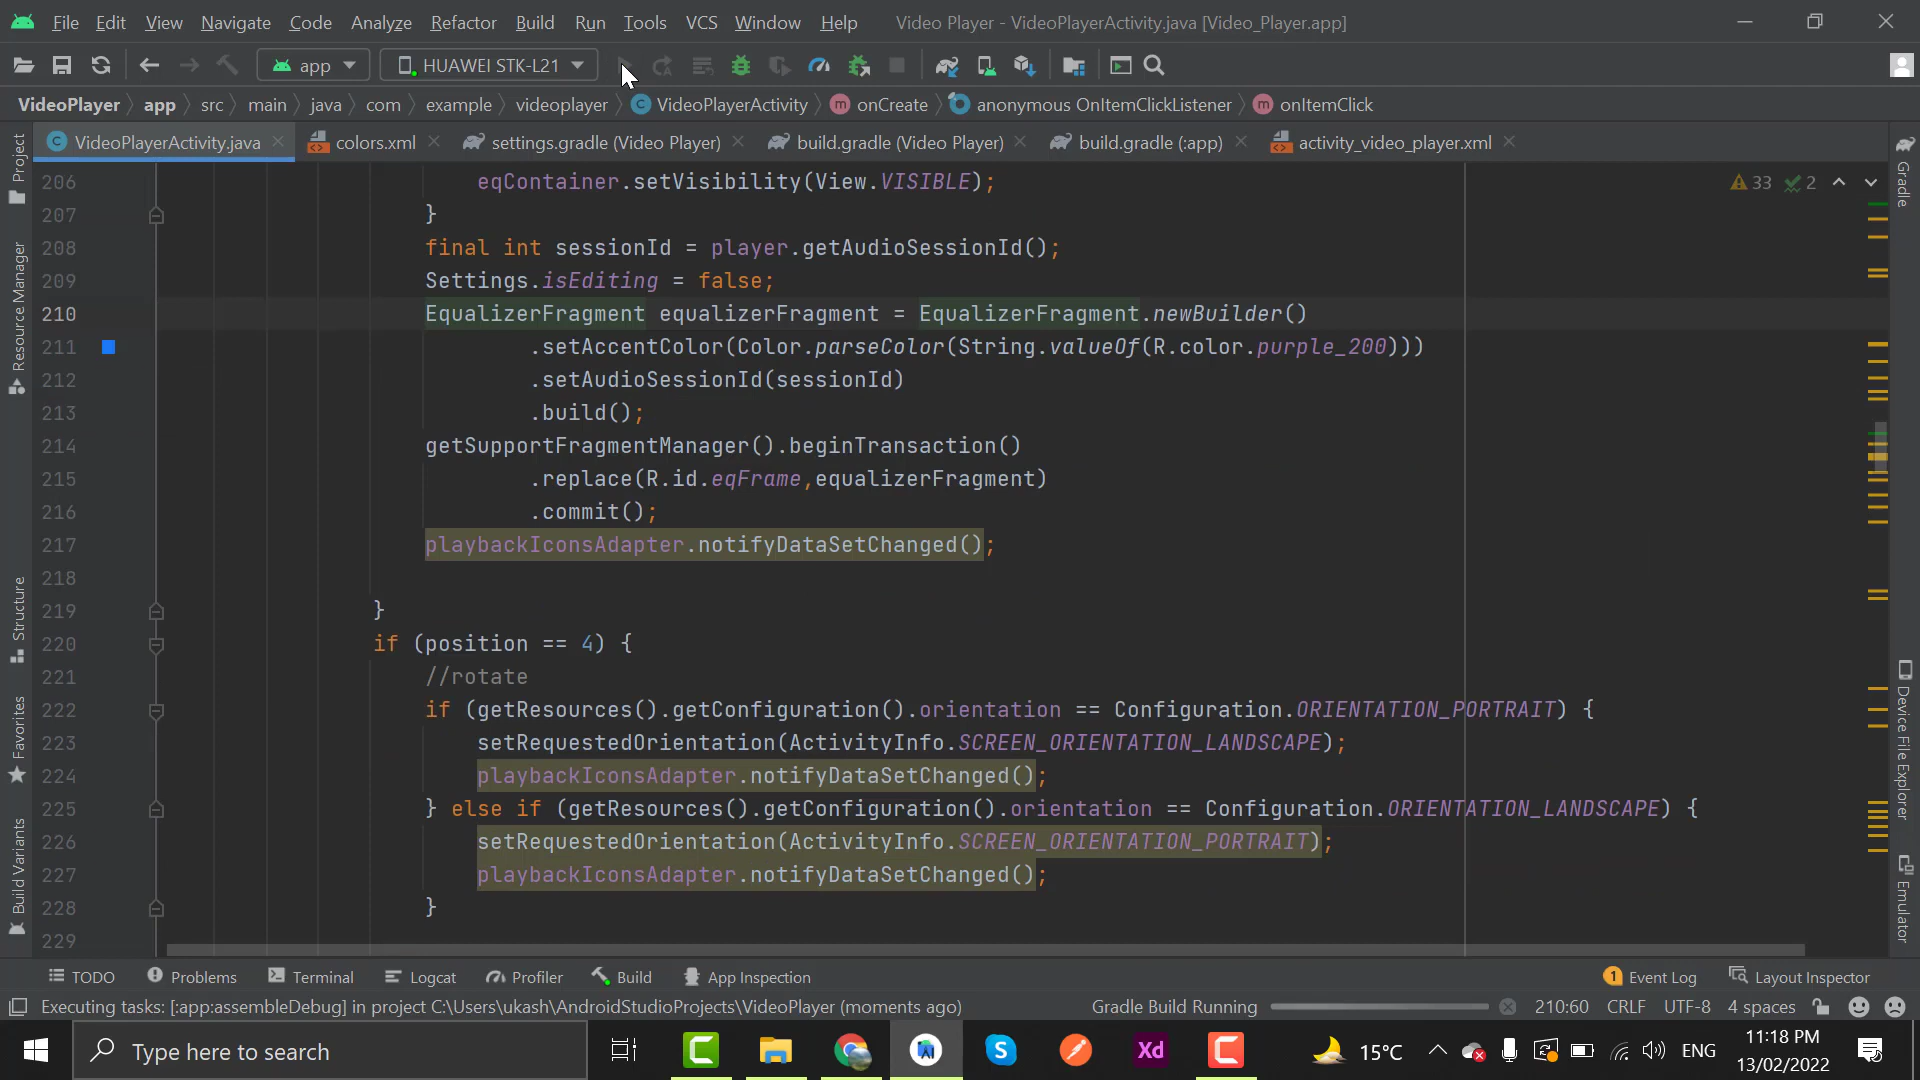 File Edit View Navigate Code Analyze Refactor Build Run Tools VCS Window Help Video Player - VideoPlayerActivity.java [Video_Player.app]
app HUAWEI STK-L21
VideoPlayer app src main java com example videoplayer VideoPlayerActivity onCreate anonymous OnItemClickListener onItemClick
VideoPlayerActivity.java colors.xml settings.gradle (Video Player) build.gradle (Video Player) build.gradle (:app) activity_video_player.xml
206 eqContainer.setVisibility(View.VISIBLE); 33 2
207 }
208 final int sessionId = player.getAudioSessionId();
209 Settings.isEditing = false;
210 EqualizerFragment equalizerFragment = EqualizerFragment.newBuilder()
211 .setAccentColor(Color.parseColor(String.valueOf(R.color.purple_200)))
212 .setAudioSessionId(sessionId)
213 .build();
214 getSupportFragmentManager().beginTransaction()
215 .replace(R.id.eqFrame,equalizerFragment)
216 .commit();
217 playbackIconsAdapter.notifyDataSetChanged();
218
219 }
220 if (position == 4) {
221 //rotate
222 if (getResources().getConfiguration().orientation == Configuration.ORIENTATION_PORTRAIT) {
223 setRequestedOrientation(ActivityInfo.SCREEN_ORIENTATION_LANDSCAPE);
224 playbackIconsAdapter.notifyDataSetChanged();
225 } else if (getResources().getConfiguration().orientation == Configuration.ORIENTATION_LANDSCAPE) {
226 setRequestedOrientation(ActivityInfo.SCREEN_ORIENTATION_PORTRAIT);
227 playbackIconsAdapter.notifyDataSetChanged();
228 }
229
Project
Resource Manager
Structure
Favorites
Build Variants
Gradle
Device File Explorer
Emulator
TODO Problems Terminal Logcat Profiler Build App Inspection 1 Event Log Layout Inspector
Executing tasks: [:app:assembleDebug] in project C:\Users\ukash\AndroidStudioProjects\VideoPlayer (moments ago) Gradle Build Running 210:60 CRLF UTF-8 4 spaces
Type here to search Xd 15°C ENG 11:18 PM
13/02/2022